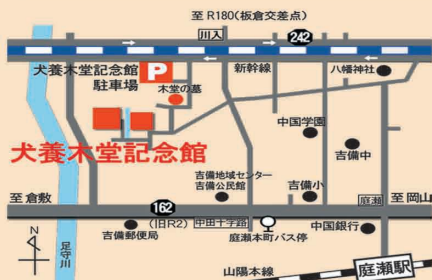 至 R180(板倉交差点)
川入
242
犬養木堂記念館
駐車場
P
新幹線
八幡神社
木堂の墓
犬養木堂記念館
中国学園
吉備中
吉備地域センター
吉備公民館
吉備小
庭瀬
至 倉敷
至 岡山
162
(旧R2)
中田十字路
吉備郵便局
庭瀬本町バス停
中国銀行
足守川
N
山陽本線
庭瀬駅